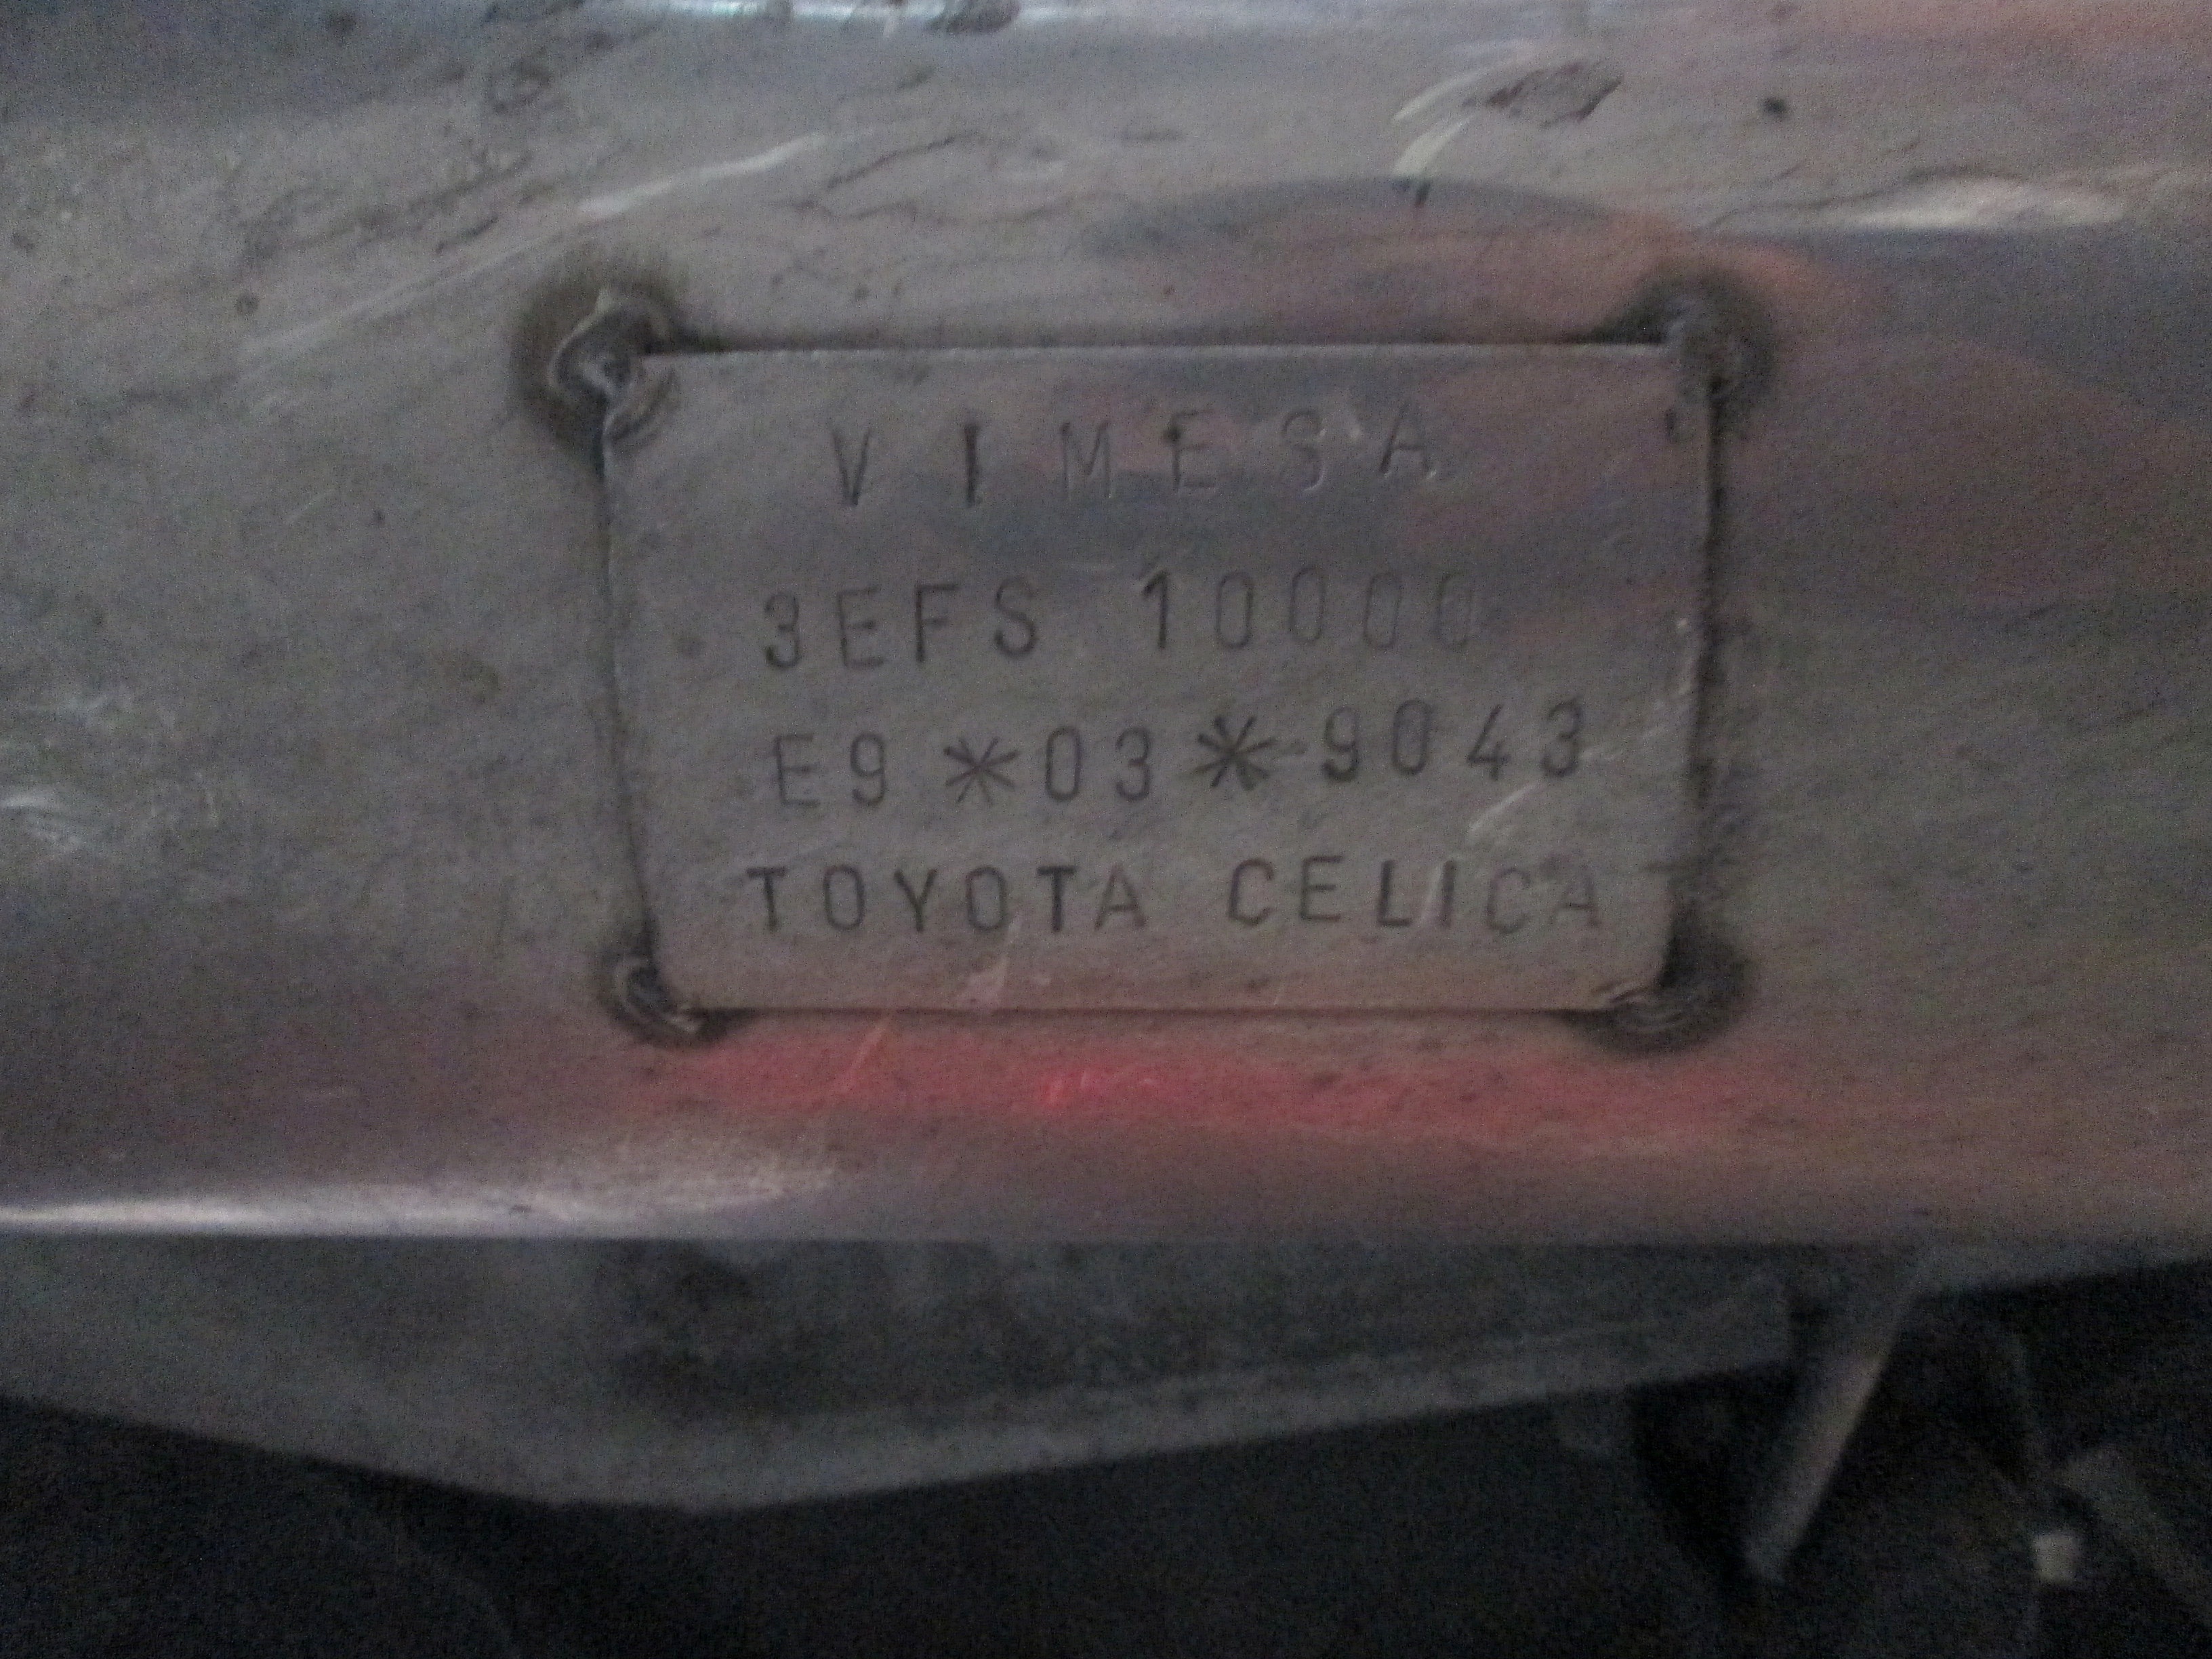 VIMESA
3EFS 10000
E9*03*9043
TOYOTA CELICA